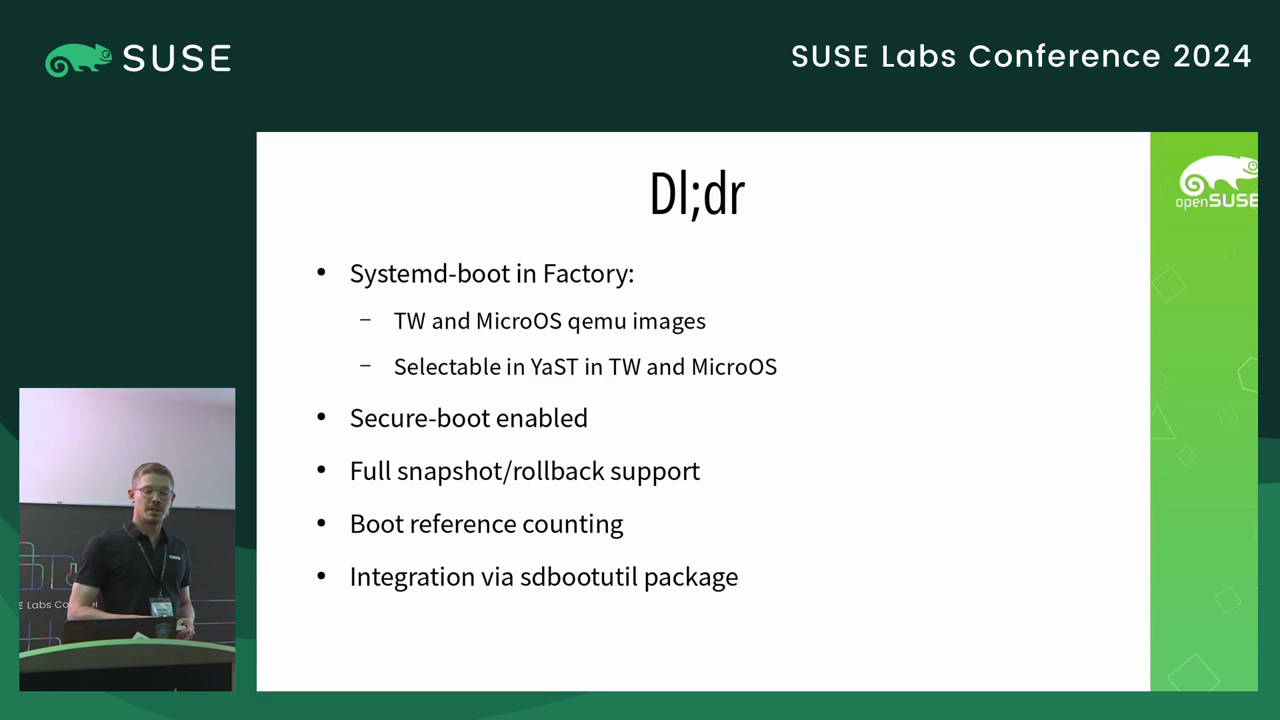 SUSE
SUSE Labs Conference 2024
Dl;dr
openSUSE
• Systemd-boot in Factory:
– TW and MicroOS qemu images
– Selectable in YaST in TW and MicroOS
• Secure-boot enabled
• Full snapshot/rollback support
• Boot reference counting
• Integration via sdbootutil package